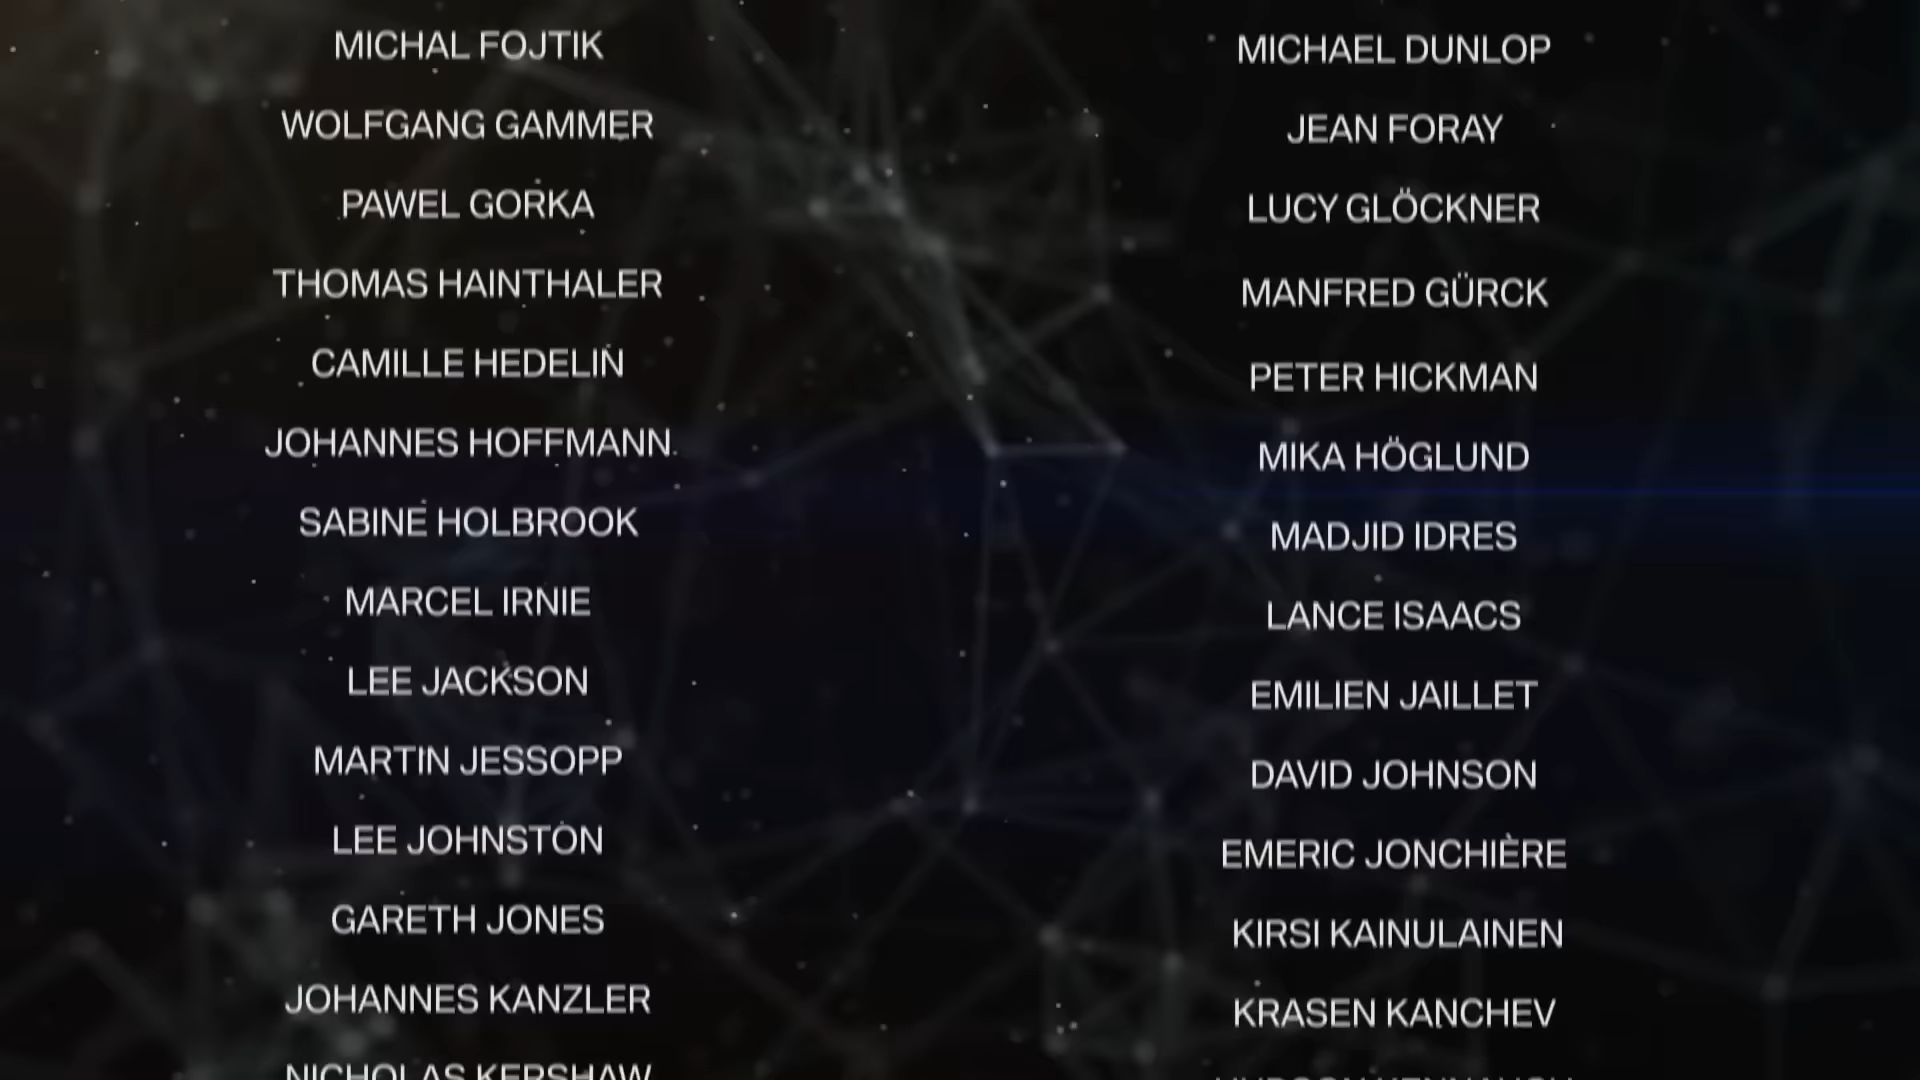 MICHAL FOJTIK
WOLFGANG GAMMER
PAWEL GORKA
THOMAS HAINTHALER
CAMILLE HEDELIN
JOHANNES HOFFMANN
SABINE HOLBROOK
MARCEL IRNIE
LEE JACKSON
MARTIN JESSOPP
LEE JOHNSTON
GARETH JONES
JOHANNES KANZLER
NICHOLAS KERSHAW
MICHAEL DUNLOP
JEAN FORAY
LUCY GLÖCKNER
MANFRED GÜRCK
PETER HICKMAN
MIKA HÖGLUND
MADJID IDRES
LANCE ISAACS
EMILIEN JAILLET
DAVID JOHNSON
EMERIC JONCHIÈRE
KIRSI KAINULAINEN
KRASEN KANCHEV